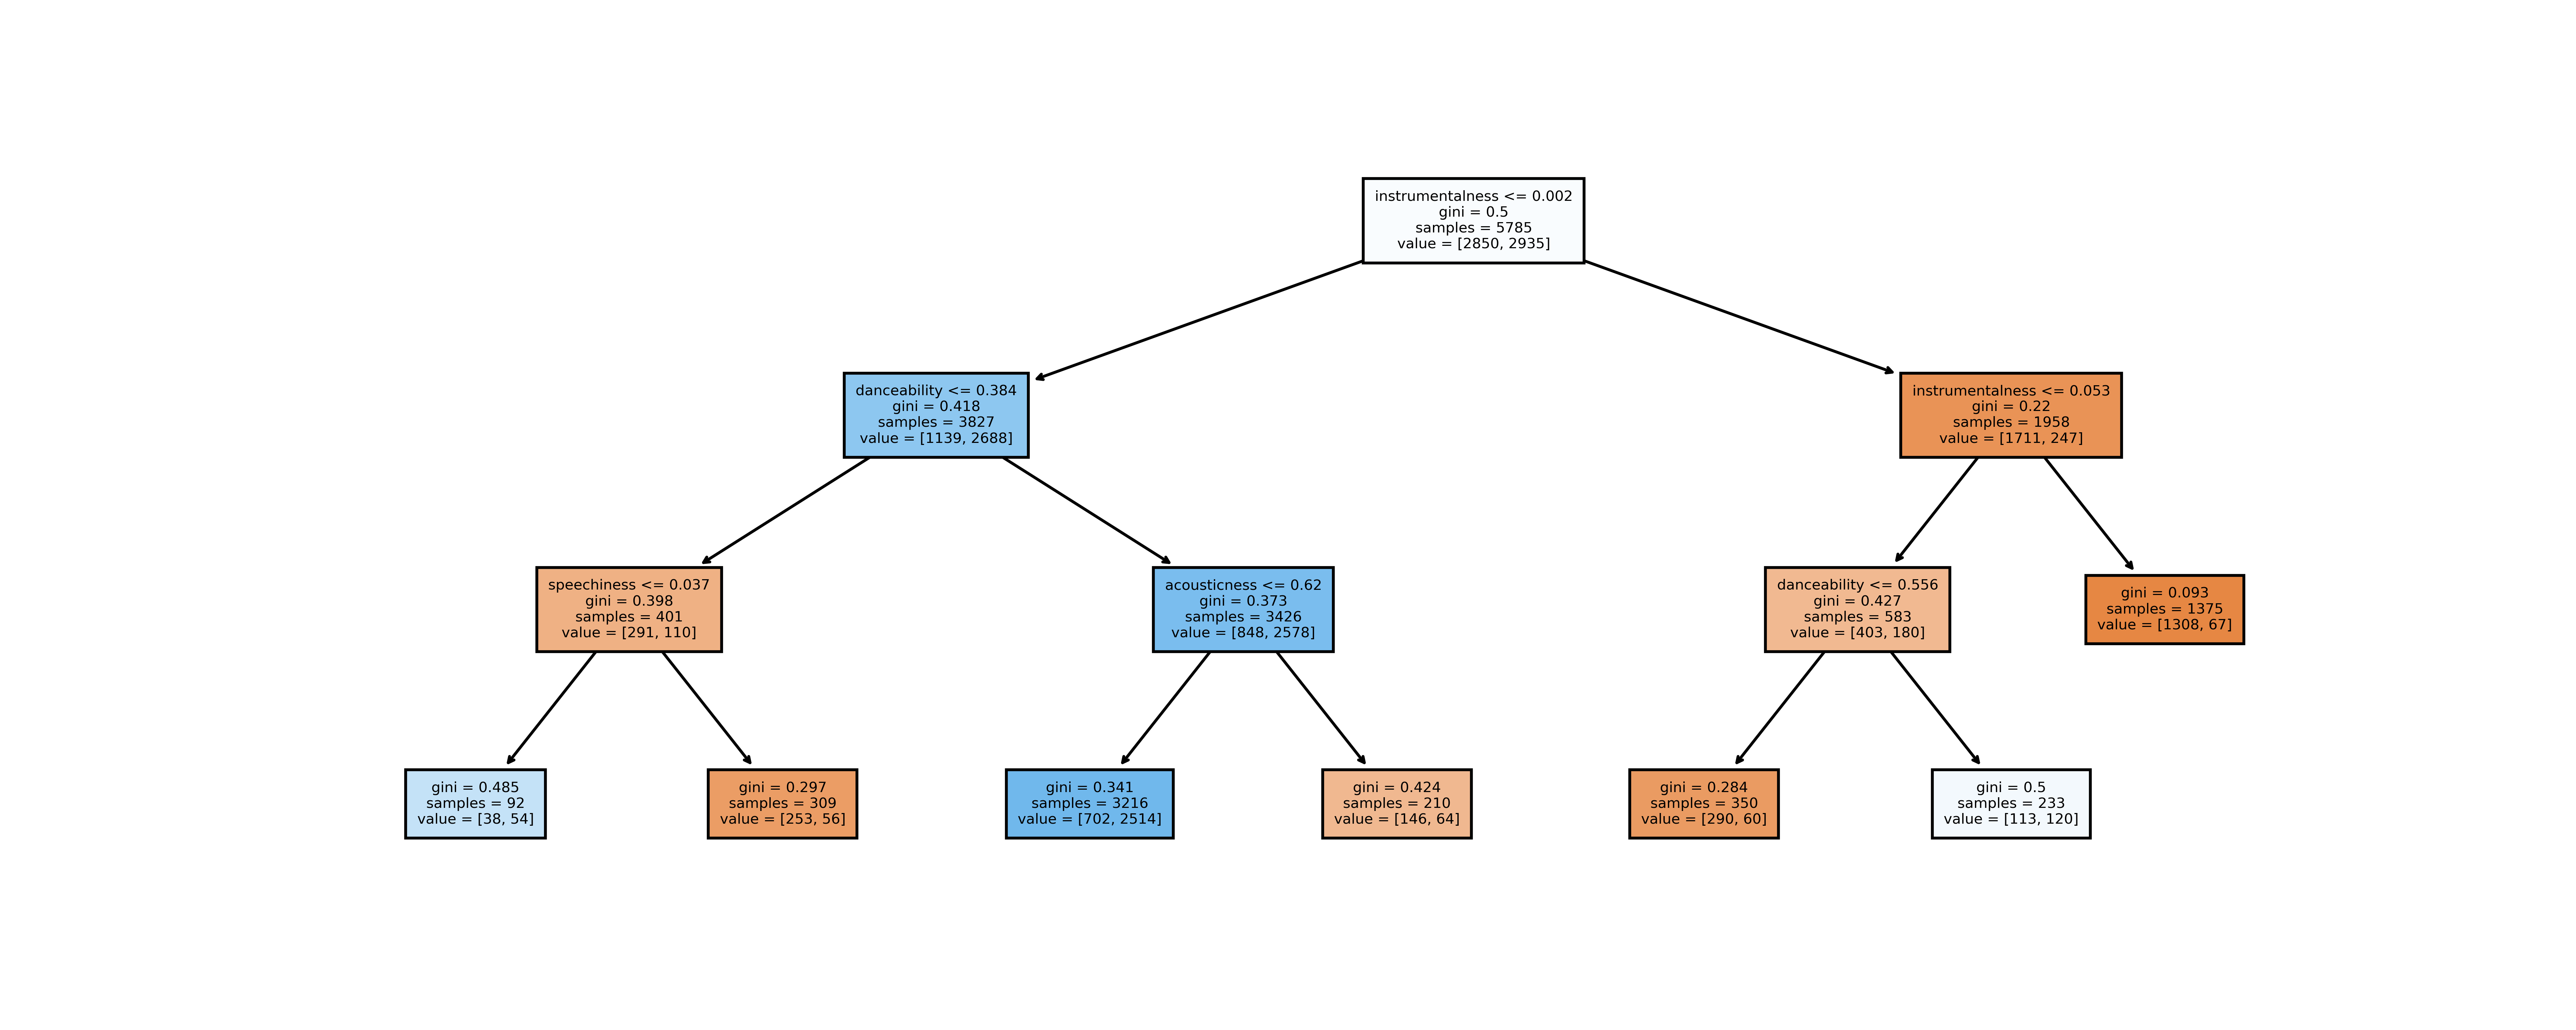 instrumentalness <= 0.002
gini = 0.5
samples = 5785
value = [2850, 2935]
danceability <= 0.384
gini = 0.418
samples = 3827
value = [1139, 2688]
instrumentalness <= 0.053
gini = 0.22
samples = 1958
value = [1711, 247]
speechiness <= 0.037
gini = 0.398
samples = 401
value = [291, 110]
acousticness <= 0.62
gini = 0.373
samples = 3426
value = [848, 2578]
danceability <= 0.556
gini = 0.427
samples = 583
value = [403, 180]
gini = 0.093
samples = 1375
value = [1308, 67]
gini = 0.485
samples = 92
value = [38, 54]
gini = 0.297
samples = 309
value = [253, 56]
gini = 0.341
samples = 3216
value = [702, 2514]
gini = 0.424
samples = 210
value = [146, 64]
gini = 0.284
samples = 350
value = [290, 60]
gini = 0.5
samples = 233
value = [113, 120]